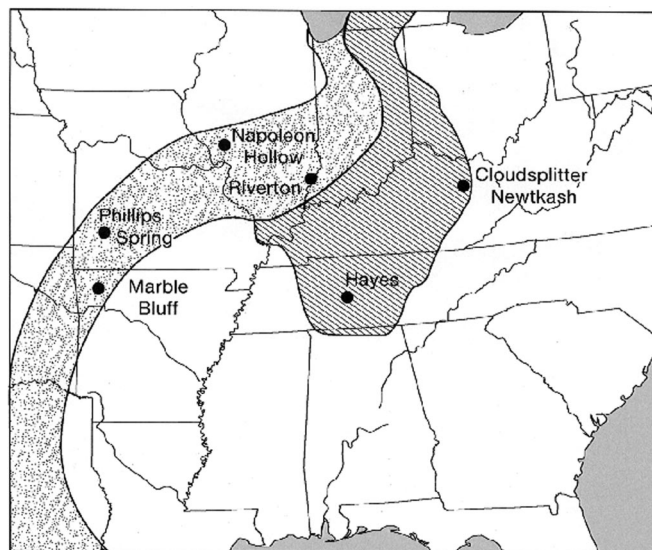 Napoleon
Hollow
Riverton
Cloudsplitter
Newtkash
Phillips
Spring
Marble
Bluff
Hayes